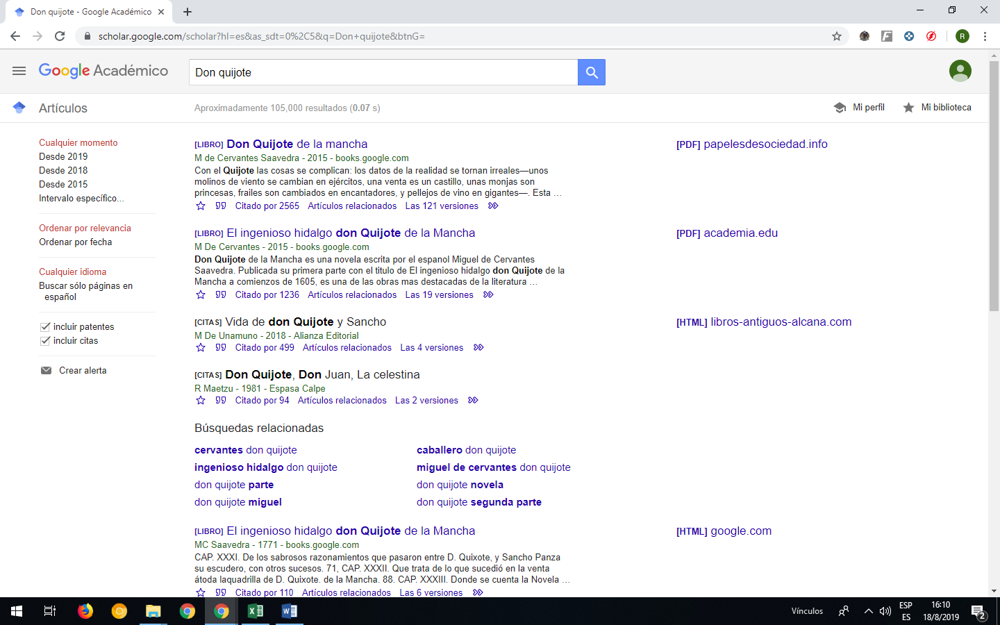 Don quijote - Google Académico
scholar.google.com/scholar?hl=es&as_sdt=0%2C5&q=Don+quijote&btnG=
R
Google Académico
Don quijote
Artículos
Aproximadamente 105,000 resultados (0.07 s)
Mi perfil
Mi biblioteca
Cualquier momento
Desde 2019
Desde 2018
Desde 2015
Intervalo específico...
Ordenar por relevancia
Ordenar por fecha
Cualquier idioma
Buscar sólo páginas en
español
incluir patentes
incluir citas
Crear alerta
[LIBRO] Don Quijote de la mancha
M de Cervantes Saavedra - 2015 - books.google.com
Con el Quijote las cosas se complican: los datos de la realidad se tornan irreales—unos
molinos de viento se cambian en ejércitos, una venta es un castillo, unas monjas son
princesas, frailes son cambiados en encantadores, y pellejos de vino en gigantes—. Esta …
Citado por 2565 Artículos relacionados Las 121 versiones
[PDF] papelesdesociedad.info
[LIBRO] El ingenioso hidalgo don Quijote de la Mancha
M De Cervantes - 2015 - books.google.com
Don Quijote de la Mancha es una novela escrita por el espanol Miguel de Cervantes
Saavedra. Publicada su primera parte con el titulo de El ingenioso hidalgo don Quijote de la
Mancha a comienzos de 1605, es una de las obras mas destacadas de la literatura …
Citado por 1236 Artículos relacionados Las 19 versiones
[PDF] academia.edu
[CITAS] Vida de don Quijote y Sancho
M De Unamuno - 2018 - Alianza Editorial
Citado por 499 Artículos relacionados Las 4 versiones
[HTML] libros-antiguos-alcana.com
[CITAS] Don Quijote, Don Juan, La celestina
R Maetzu - 1981 - Espasa Calpe
Citado por 94 Artículos relacionados Las 2 versiones
Búsquedas relacionadas
cervantes don quijote
caballero don quijote
ingenioso hidalgo don quijote
miguel de cervantes don quijote
don quijote parte
don quijote novela
don quijote miguel
don quijote segunda parte
[LIBRO] El ingenioso hidalgo don Quijote de la Mancha
MC Saavedra - 1771 - books.google.com
CAP. XXXI. De los sabrosos razonamientos que pasaron entre D. Quixote, y Sancho Panza
su escudero, con otros sucesos. 71, CAP. XXXII. Que trata de lo que sucedió en la venta
átoda laquadrilla de D. Quixote. de la Mancha. 88. CAP. XXXIII. Donde se cuenta la Novela …
Citado por 110 Artículos relacionados Las 6 versiones
[HTML] google.com
Vínculos
ESP
ES
16:10
18/8/2019
2